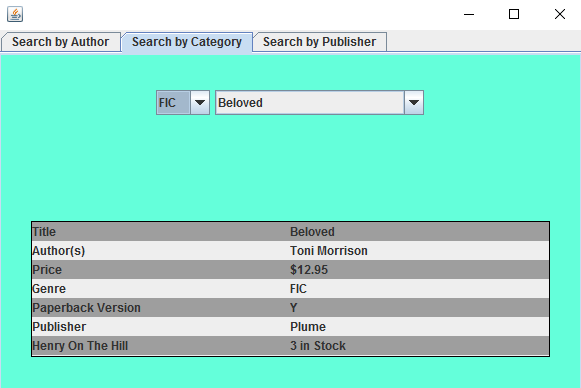 Search by Author Search by Category Search by Publisher
FIC Beloved
Title Beloved
Author(s) Toni Morrison
Price $12.95
Genre FIC
Paperback Version Y
Publisher Plume
Henry On The Hill 3 in Stock